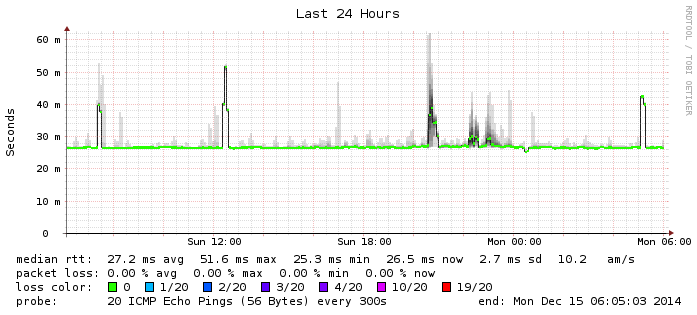 Last 24 Hours
RRDTOOL / TOBI OETIKER
Seconds
60 m
50 m
40 m
30 m
20 m
10 m
0
Sun 12:00 Sun 18:00 Mon 00:00 Mon 06:00
median rtt: 27.2 ms avg 51.6 ms max 25.3 ms min 26.5 ms now 2.7 ms sd 10.2 am/s
packet loss: 0.00 % avg 0.00 % max 0.00 % min 0.00 % now
loss color: 0 1/20 2/20 3/20 4/20 10/20 19/20
probe: 20 ICMP Echo Pings (56 Bytes) every 300s end: Mon Dec 15 06:05:03 2014